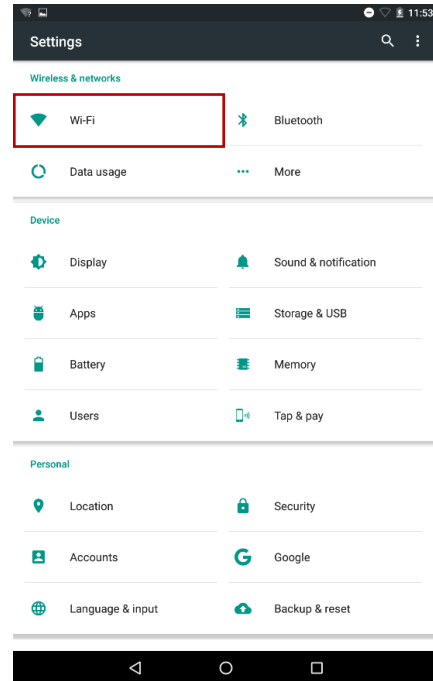 11:53
Settings
Wireless & networks
Wi-Fi
Bluetooth
Data usage
More
Device
Display
Sound & notification
Apps
Storage & USB
Battery
Memory
Users
Tap & pay
Personal
Location
Security
Accounts
Google
Language & input
Backup & reset